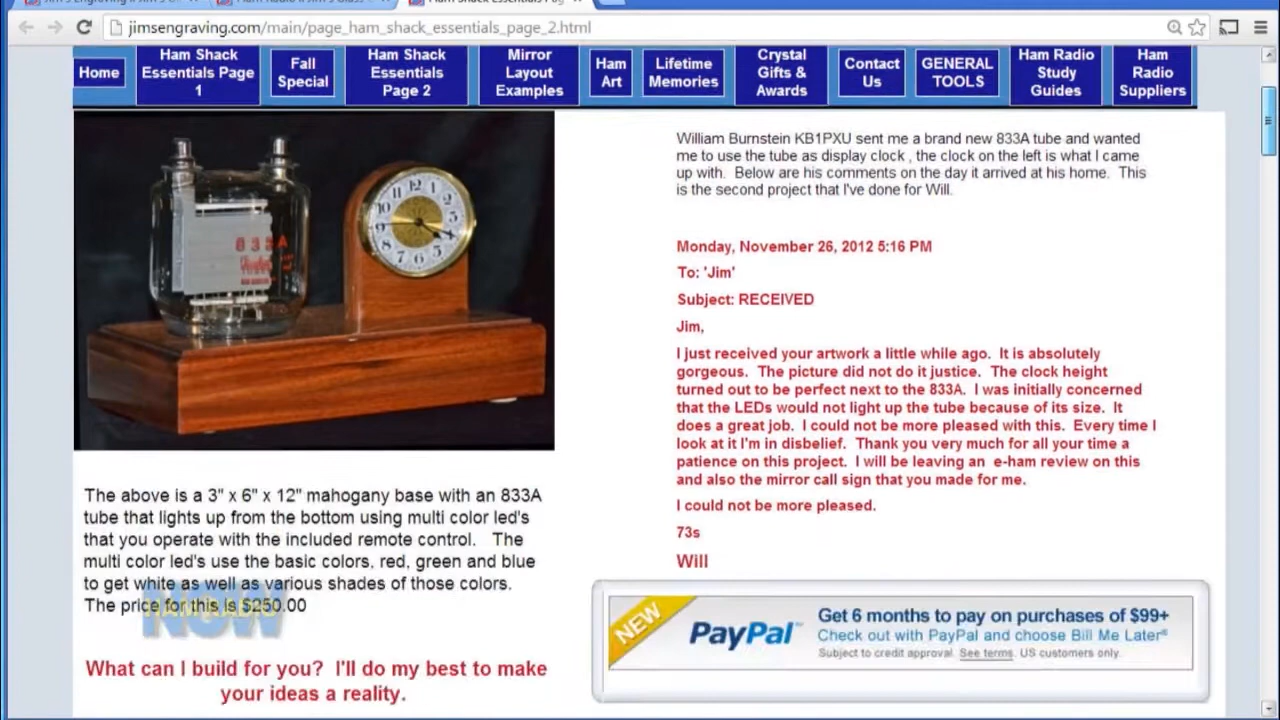 jimsengraving.com/main/page_ham_shack_essentials_page_2.html
Home
Ham Shack
Essentials Page
1
Fall
Special
Ham Shack
Essentials
Page 2
Mirror
Layout
Examples
Ham
Art
Lifetime
Memories
Crystal
Gifts &
Awards
Contact
Us
GENERAL
TOOLS
Ham Radio
Study
Guides
Ham
Radio
Suppliers
833A
William Burnstein KB1PXU sent me a brand new 833A tube and wanted
me to use the tube as display clock , the clock on the left is what I came
up with. Below are his comments on the day it arrived at his home. This
is the second project that I've done for Will.
Monday, November 26, 2012 5:16 PM
To: 'Jim'
Subject: RECEIVED
Jim,
I just received your artwork a little while ago. It is absolutely
gorgeous. The picture did not do it justice. The clock height
turned out to be perfect next to the 833A. I was initially concerned
that the LEDs would not light up the tube because of its size. It
does a great job. I could not be more pleased with this. Every time I
look at it I'm in disbelief. Thank you very much for all your time a
patience on this project. I will be leaving an e-ham review on this
and also the mirror call sign that you made for me.
I could not be more pleased.
73s
Will
The above is a 3" x 6" x 12" mahogany base with an 833A
tube that lights up from the bottom using multi color led's
that you operate with the included remote control. The
multi color led's use the basic colors, red, green and blue
to get white as well as various shades of those colors.
The price for this is $250.00
NOW
What can I build for you? I'll do my best to make
your ideas a reality.
NEW
PayPal
Get 6 months to pay on purchases of $99+
Check out with PayPal and choose Bill Me Later®
Subject to credit approval. See terms. US customers only.